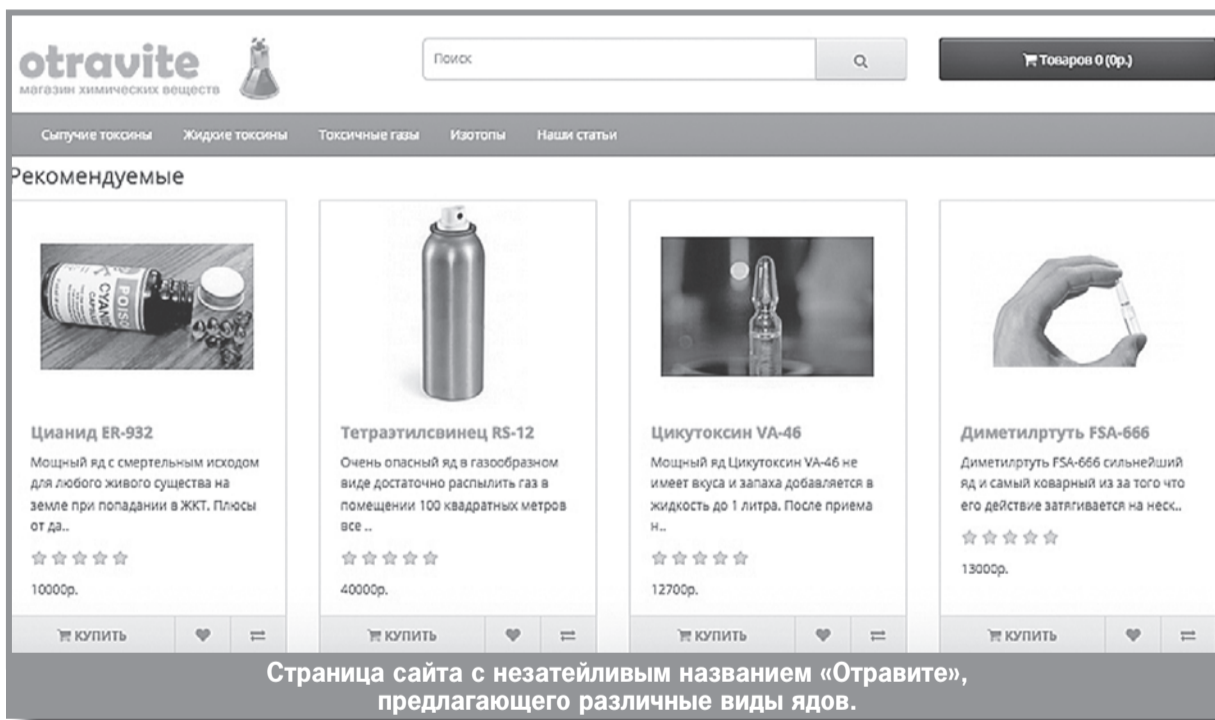 otravite
магазин химических веществ
Поиск
Товаров 0 (0р.)
Сыпучие токсины Жидкие токсины Токсичные газы Изотопы Наши статьи
Рекомендуемые
POISO
CYAN
Цианид ER-932
Мощный яд с смертельным исходом
для любого живого существа на
земле при попадании в ЖКТ. Плюсы
от да..
10000р.
КУПИТЬ
Тетраэтилсвинец RS-12
Очень опасный яд в газообразном
виде достаточно распылить газ в
помещении 100 квадратных метров
все ..
40000р.
КУПИТЬ
Цикутоксин VA-46
Мощный яд Цикутоксин VA-46 не
имеет вкуса и запаха добавляется в
жидкость до 1 литра. После приема
н..
12700р.
КУПИТЬ
Диметилртуть FSA-666
Диметилртуть FSA-666 сильнейший
яд и самый коварный из за того что
его действие затягивается на неск..
13000р.
КУПИТЬ
Страница сайта с незатейливым названием «Отравите»,
предлагающего различные виды ядов.